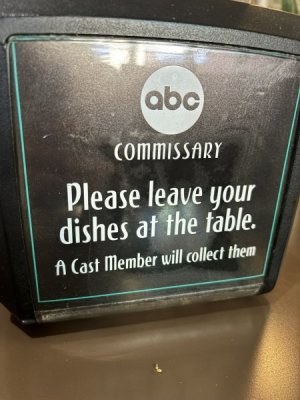 abc
COMMISSARY
Please leave your
dishes at the table.
A Cast Member will collect them